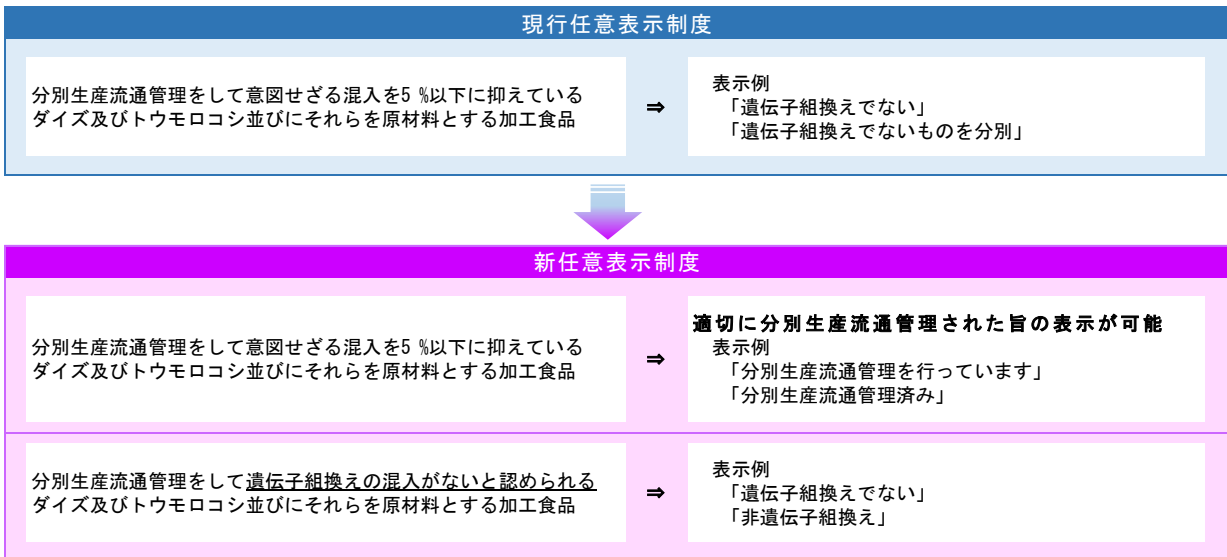 現行任意表示制度
分別生産流通管理をして意図せざる混入を5 %以下に抑えている
ダイズ及びトウモロコシ並びにそれらを原材料とする加工食品
⇒
表示例
「遺伝子組換えでない」
「遺伝子組換えでないものを分別」
新任意表示制度
分別生産流通管理をして意図せざる混入を5 %以下に抑えている
ダイズ及びトウモロコシ並びにそれらを原材料とする加工食品
⇒
適切に分別生産流通管理された旨の表示が可能
表示例
「分別生産流通管理を行っています」
「分別生産流通管理済み」
分別生産流通管理をして遺伝子組換えの混入がないと認められる
ダイズ及びトウモロコシ並びにそれらを原材料とする加工食品
⇒
表示例
「遺伝子組換えでない」
「非遺伝子組換え」